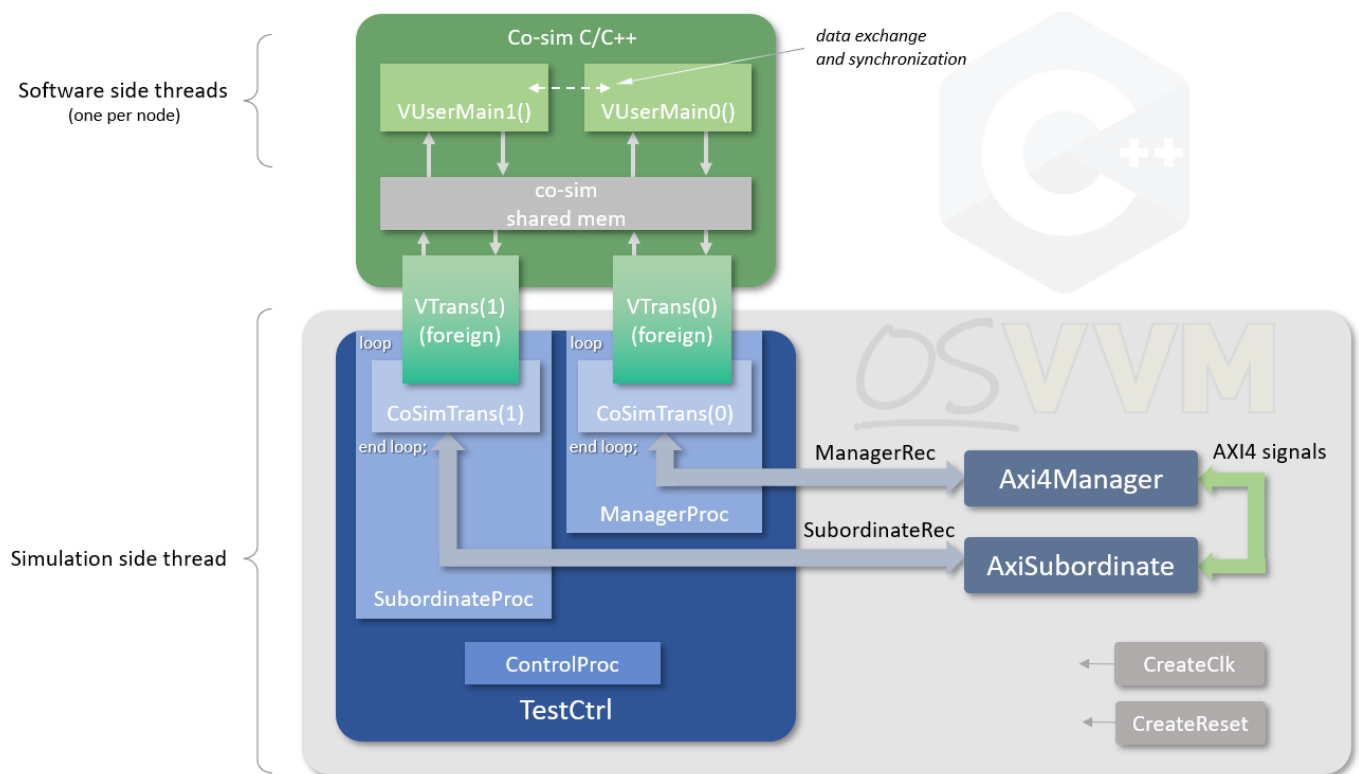 Co-sim C/C++
data exchange
and synchronization
Software side threads
(one per node)
VUserMain1()
VUserMain0()
C++
co-sim
shared mem
VTrans(1)
(foreign)
VTrans(0)
(foreign)
OSVVM
loop
loop
CoSimTrans(1)
CoSimTrans(0)
end loop;
end loop;
ManagerRec
AXI4 signals
Axi4Manager
ManagerProc
SubordinateRec
Simulation side thread
AxiSubordinate
SubordinateProc
ControlProc
CreateClk
TestCtrl
CreateReset